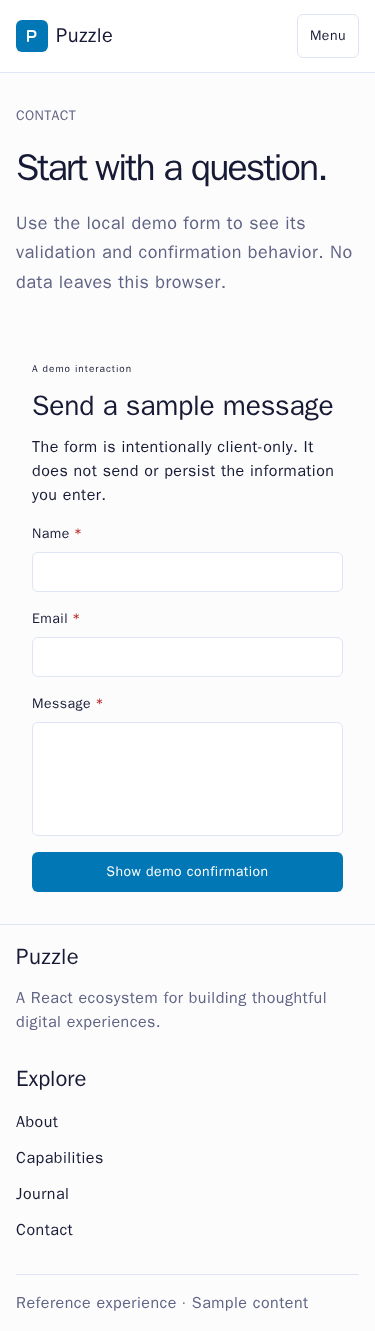 P
Puzzle
Menu
CONTACT
Start with a question.
Use the local demo form to see its
validation and confirmation behavior. No
data leaves this browser.
A demo interaction
Send a sample message
The form is intentionally client-only. It
does not send or persist the information
you enter.
Name *
Email *
Message *
Show demo confirmation
Puzzle
A React ecosystem for building thoughtful
digital experiences.
Explore
About
Capabilities
Journal
Contact
Reference experience · Sample content